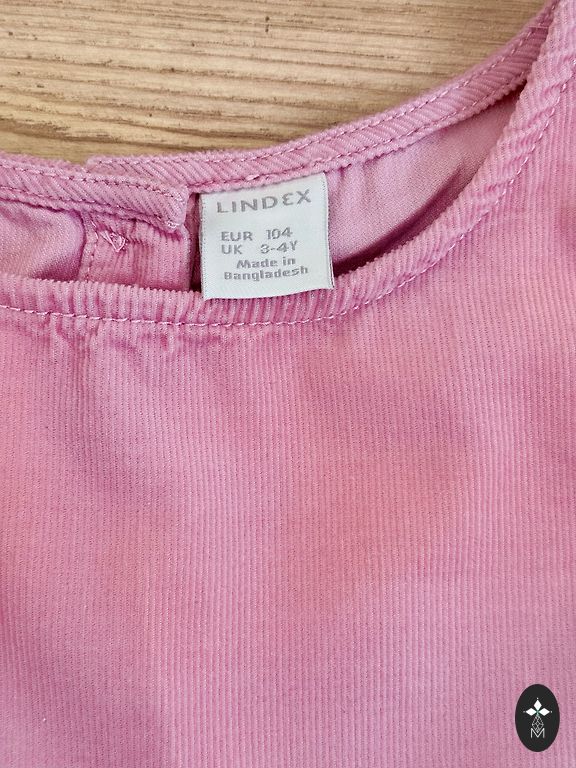 LINDEX
EUR 104
UK 3-4Y
Made in
Bangladesh
M